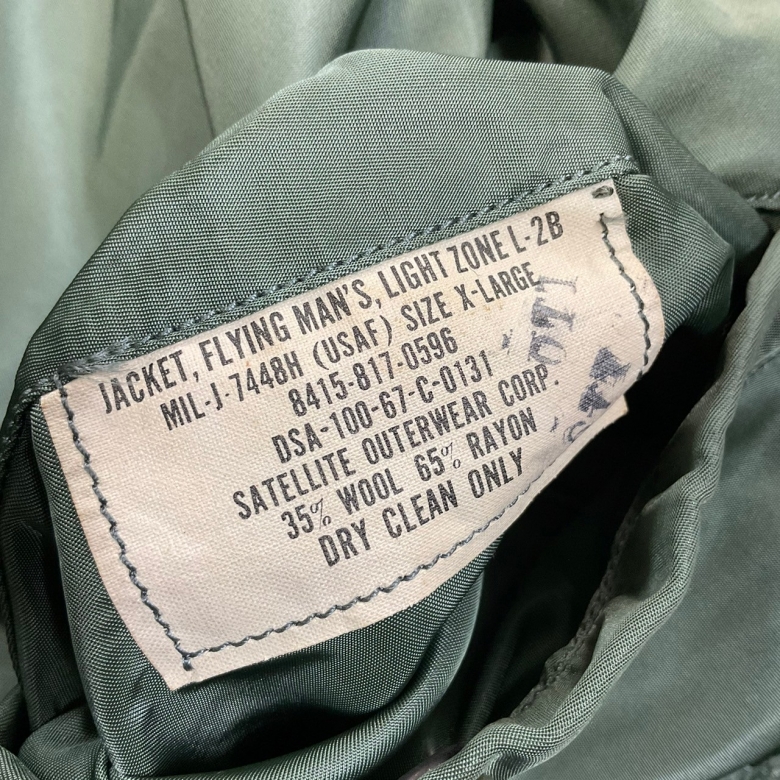 JACKET, FLYING MAN'S, LIGHT ZONE L-2B
MIL-J-7448H (USAF) SIZE X-LARGE
8415-817-0596
DSA-100-67-C-0131
SATELLITE OUTERWEAR CORP.
35% WOOL 65% RAYON
DRY CLEAN ONLY